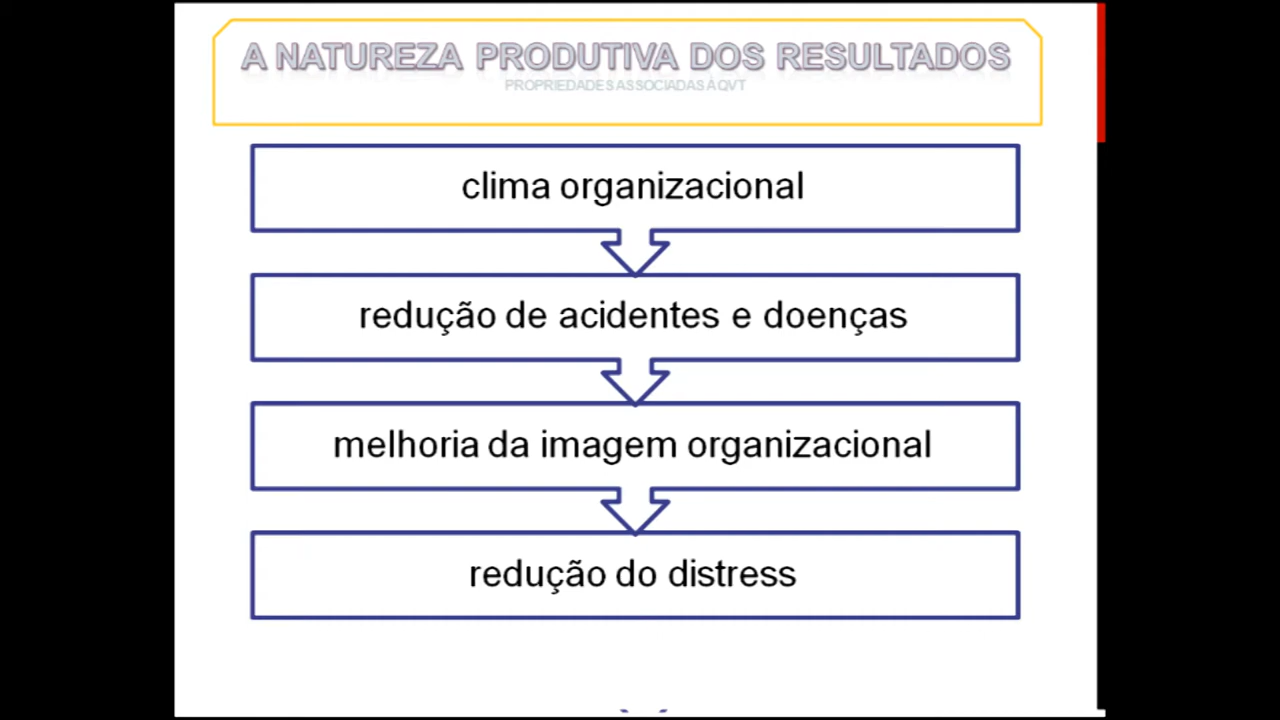 A NATUREZA PRODUTIVA DOS RESULTADOS
PROPRIEDADES ASSOCIADAS À QVT
clima organizacional
redução de acidentes e doenças
melhoria da imagem organizacional
redução do distress